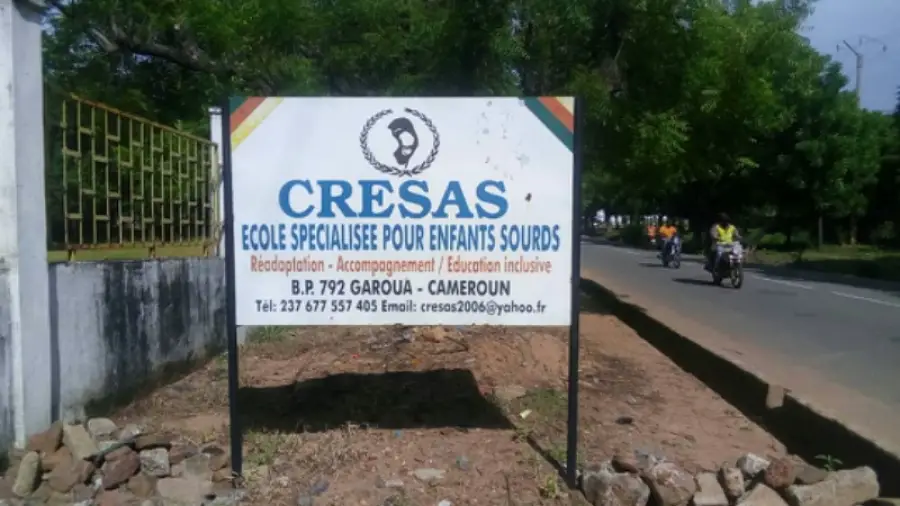 CRESAS
ECOLE SPECIALISEE POUR ENFANTS SOURDS
Réadaptation - Accompagnement / Education inclusive
B.P. 792 GAROUA - CAMEROUN
Tèl: 237 677 557 405 Email: cresas2006@yahoo.fr